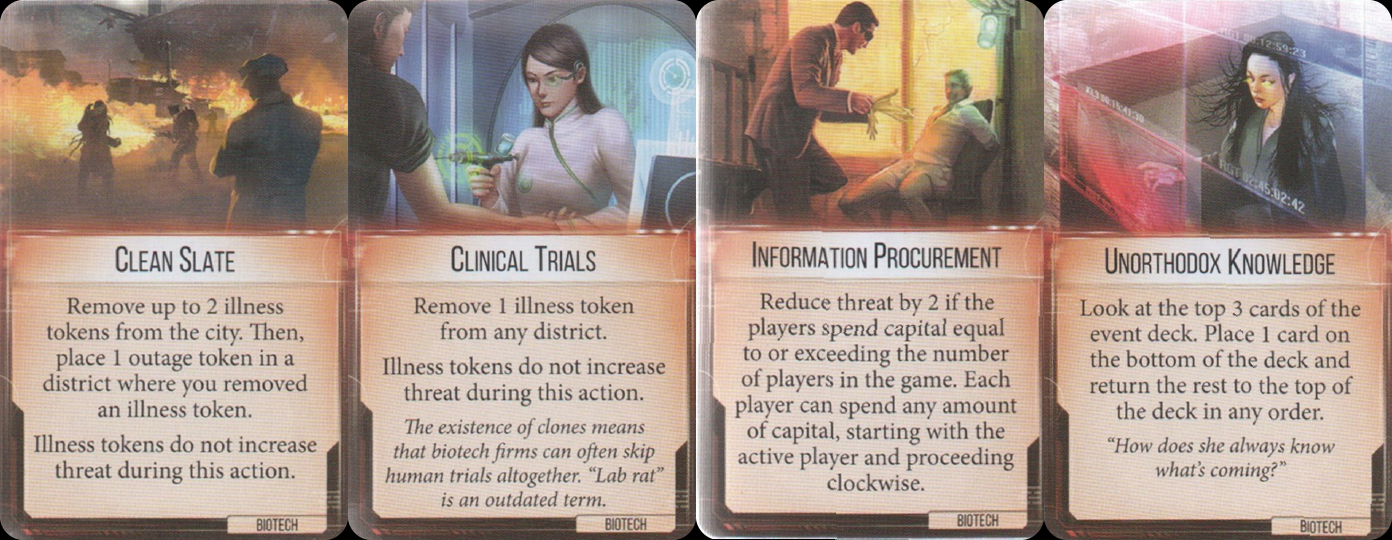 CLEAN SLATE
Remove up to 2 illness
tokens from the city. Then,
place 1 outage token in a
district where you removed
an illness token.
Illness tokens do not increase
threat during this action.
BIOTECH
CLINICAL TRIALS
Remove 1 illness token
from any district.
Illness tokens do not increase
threat during this action.
The existence of clones means
that biotech firms can often skip
human trials altogether. “Lab rat”
is an outdated term.
BIOTECH
INFORMATION PROCUREMENT
Reduce threat by 2 if the
players spend capital equal
to or exceeding the number
of players in the game. Each
player can spend any amount
of capital, starting with the
active player and proceeding
clockwise.
BIOTECH
UNORTHODOX KNOWLEDGE
Look at the top 3 cards of the
event deck. Place 1 card on
the bottom of the deck and
return the rest to the top of
the deck in any order.
“How does she always know
what’s coming?”
BIOTECH